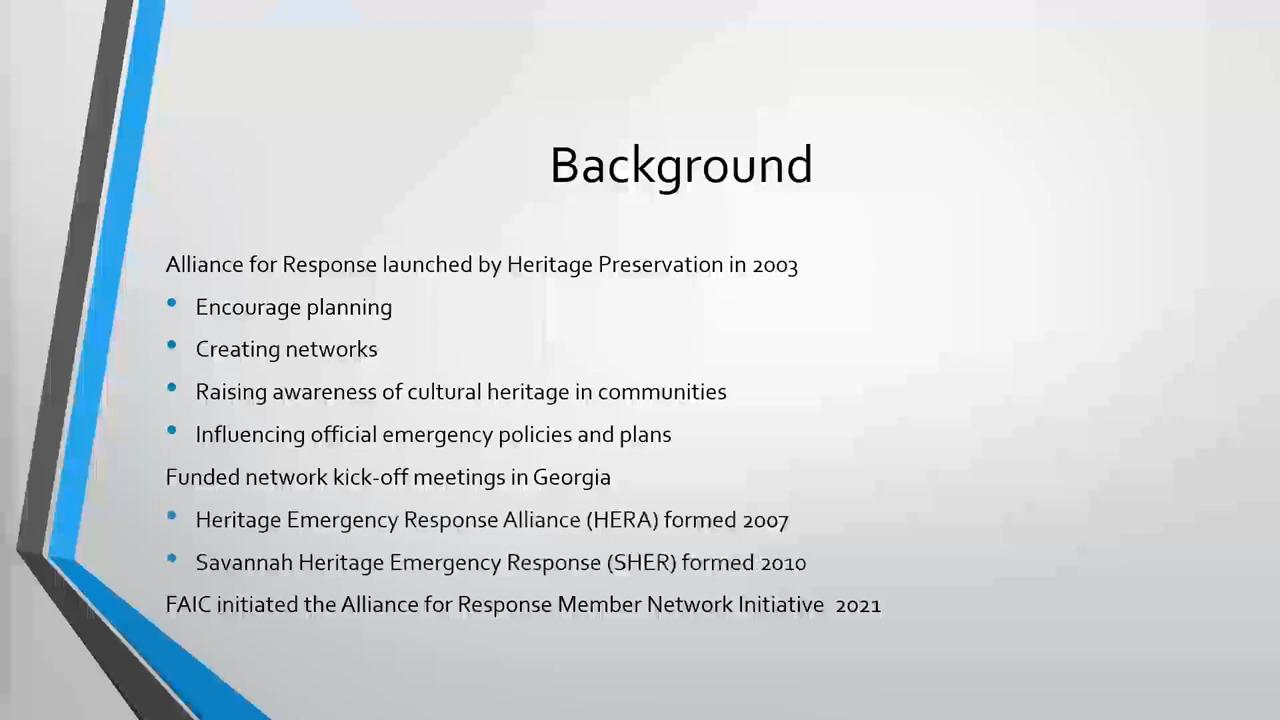 Background
Alliance for Response launched by Heritage Preservation in 2003
• Encourage planning
• Creating networks
• Raising awareness of cultural heritage in communities
• Influencing official emergency policies and plans
Funded network kick-off meetings in Georgia
• Heritage Emergency Response Alliance (HERA) formed 2007
• Savannah Heritage Emergency Response (SHER) formed 2010
FAIC initiated the Alliance for Response Member Network Initiative  2021